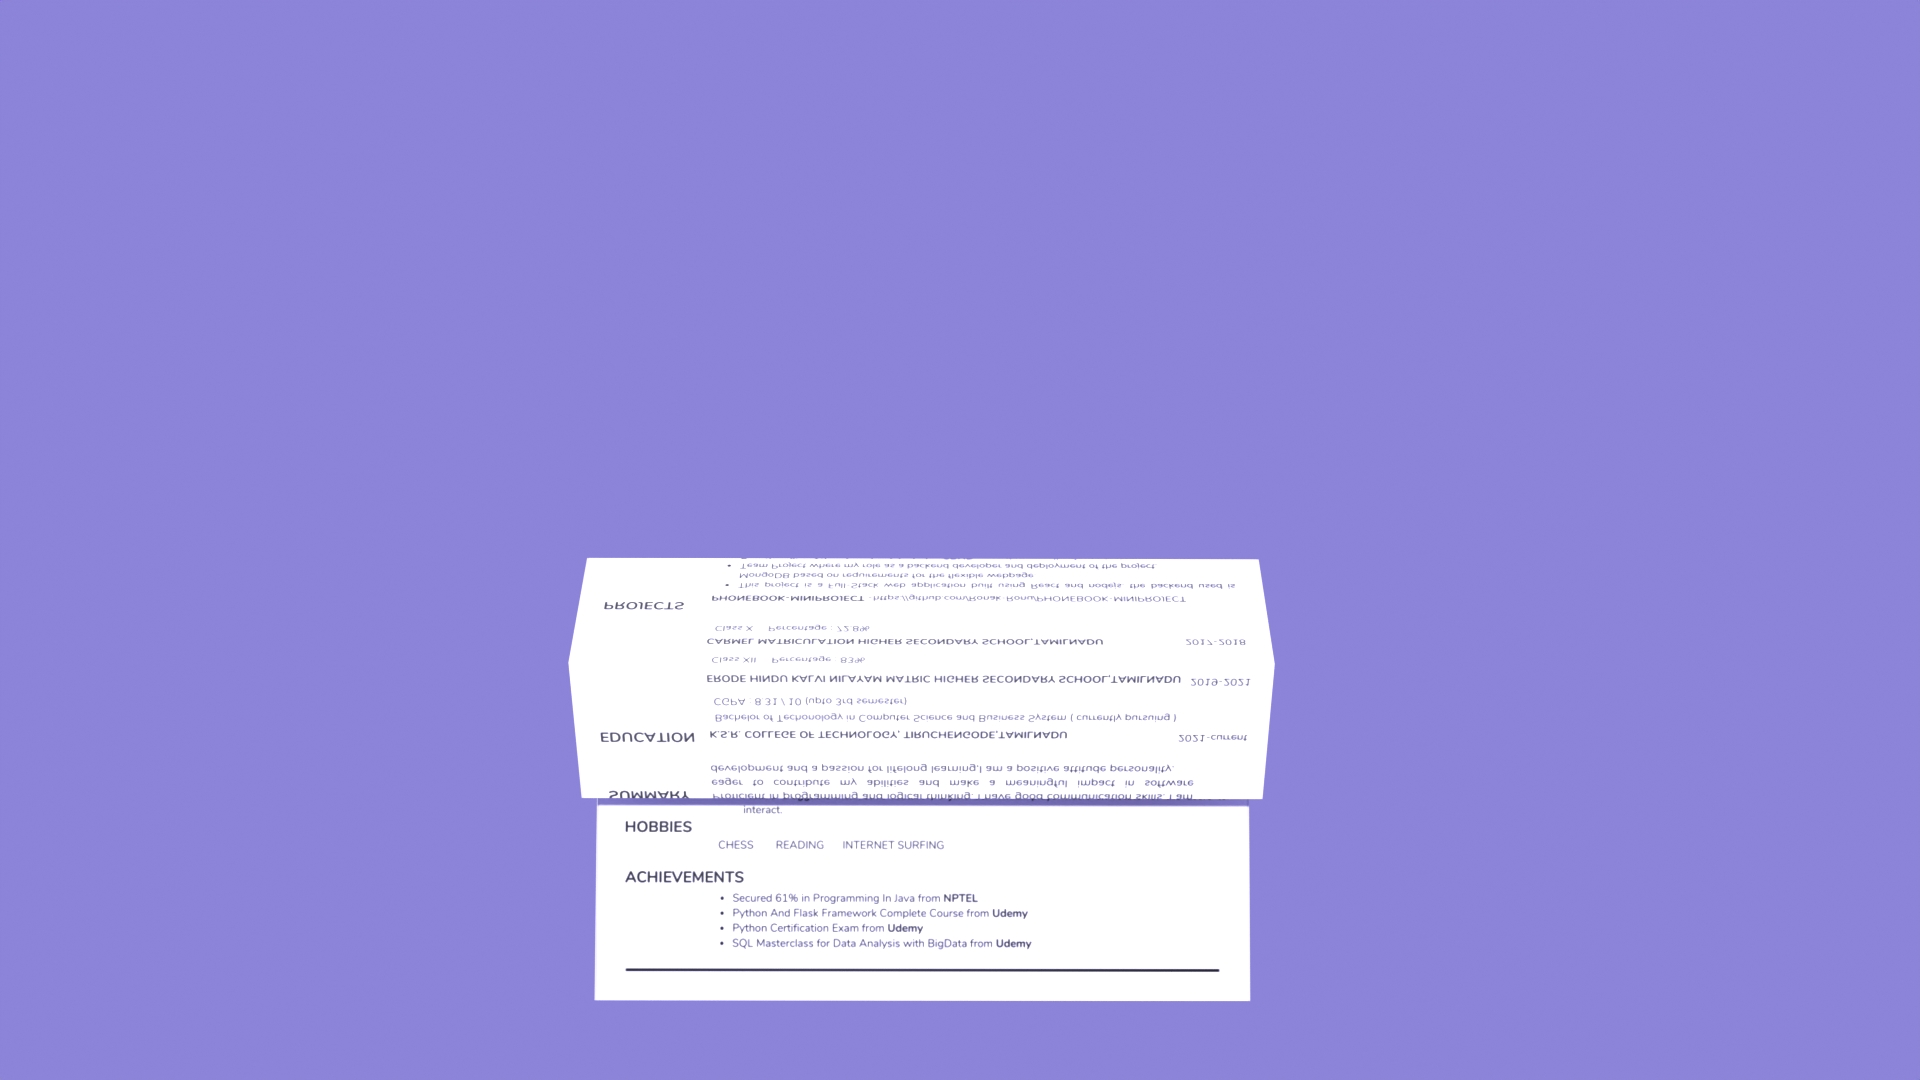 SUMMARY
Proficient in programming and logical thinking. I have good communication skills. I am
eager to contribute my abilities and make a meaningful impact in software
development and a passion for lifelong learning,I am a positive attitude personality.
EDUCATION
K.S.R. COLLEGE OF TECHNOLOGY, TIRUCHENGODE,TAMILNADU 2021-current
Bachelor of Techonology in Computer Science and Business System ( currently pursuing )
CGPA : 8.31 / 10 (upto 3rd semester)
ERODE HINDU KALVI NILAYAM MATRIC HIGHER SECONDARY SCHOOL,TAMILNADU 2019-2021
Class XII Percentage : 83%
CARMEL MATRICULATION HIGHER SECONDARY SCHOOL,TAMILNADU 2017-2018
Class X Percentage : 72.8%
PROJECTS
PHONEBOOK-MINIPROJECT - https://github.com/Ronak-Ronu/PHONEBOOK-MINIPROJECT
• This project is a Full-Stack web application built using React and nodejs. the backend used is
MongoDB based on requirements for the flexible webpage
• Team Project where my role as a backend developer and deployment of the project.
interact.
HOBBIES
CHESS READING INTERNET SURFING
ACHIEVEMENTS
• Secured 61% in Programming In Java from NPTEL
• Python And Flask Framework Complete Course from Udemy
• Python Certification Exam from Udemy
• SQL Masterclass for Data Analysis with BigData from Udemy